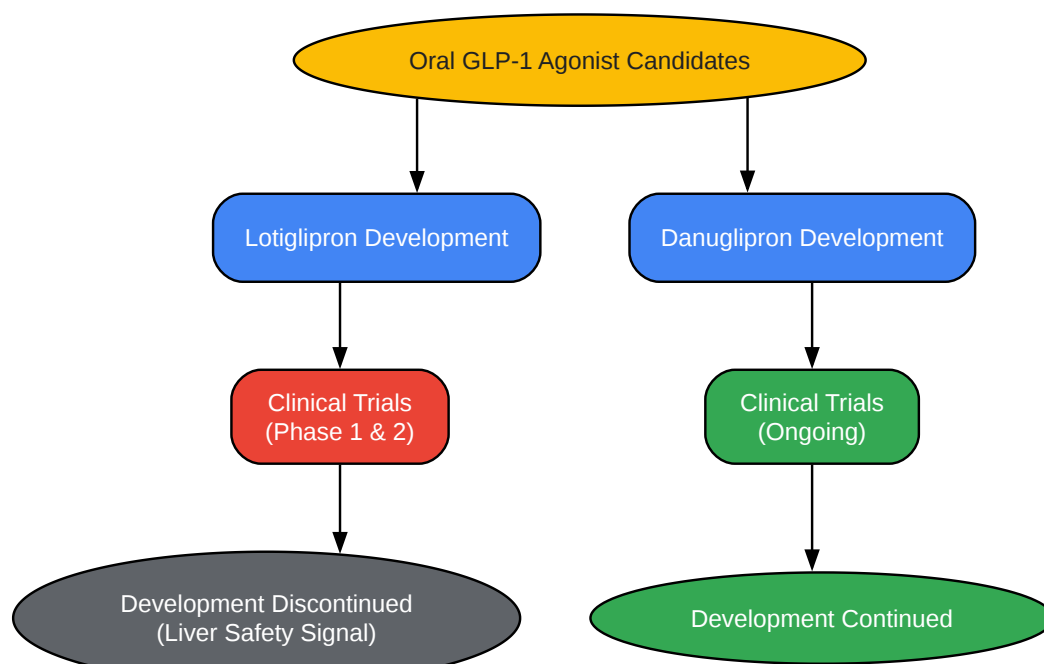 Oral GLP-1 Agonist Candidates
Lotiglipron Development
Danuglipron Development
Clinical Trials
(Phase 1 & 2)
Clinical Trials
(Ongoing)
Development Discontinued
(Liver Safety Signal)
Development Continued